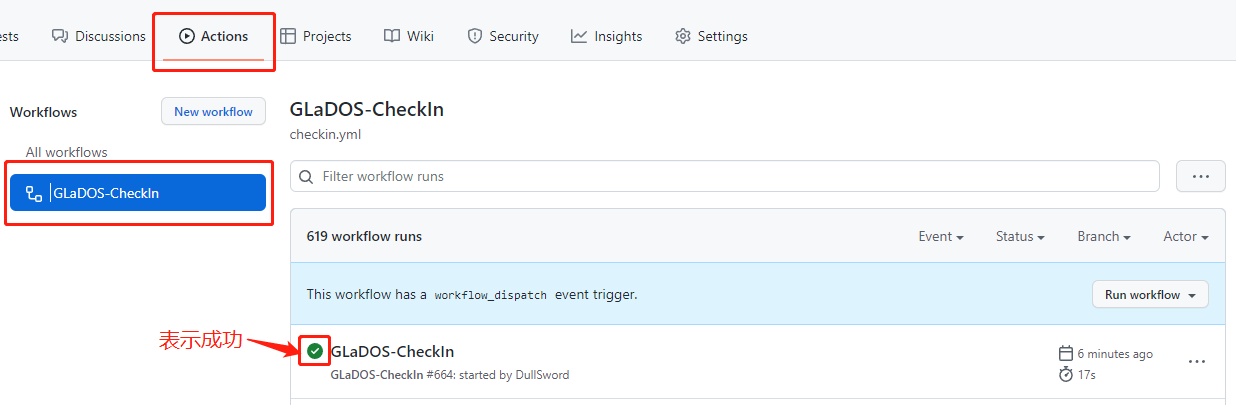 ests Discussions Actions Projects Wiki Security Insights Settings
Workflows New workflow
All workflows
GLaDOS-CheckIn
GLaDOS-CheckIn
checkin.yml
Filter workflow runs
619 workflow runs Event Status Branch Actor
This workflow has a workflow_dispatch event trigger. Run workflow
表示成功
GLaDOS-CheckIn 6 minutes ago
GLaDOS-CheckIn #664: started by DullSword 17s